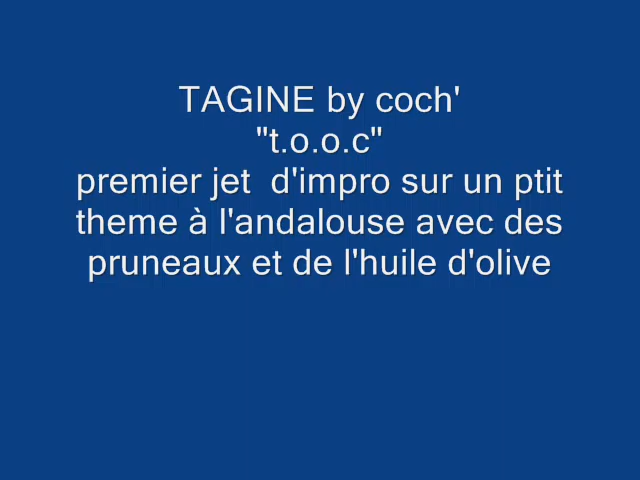 TAGINE by coch'
"t.o.o.c"
premier jet  d'impro sur un ptit
theme à l'andalouse avec des
pruneaux et de l'huile d'olive